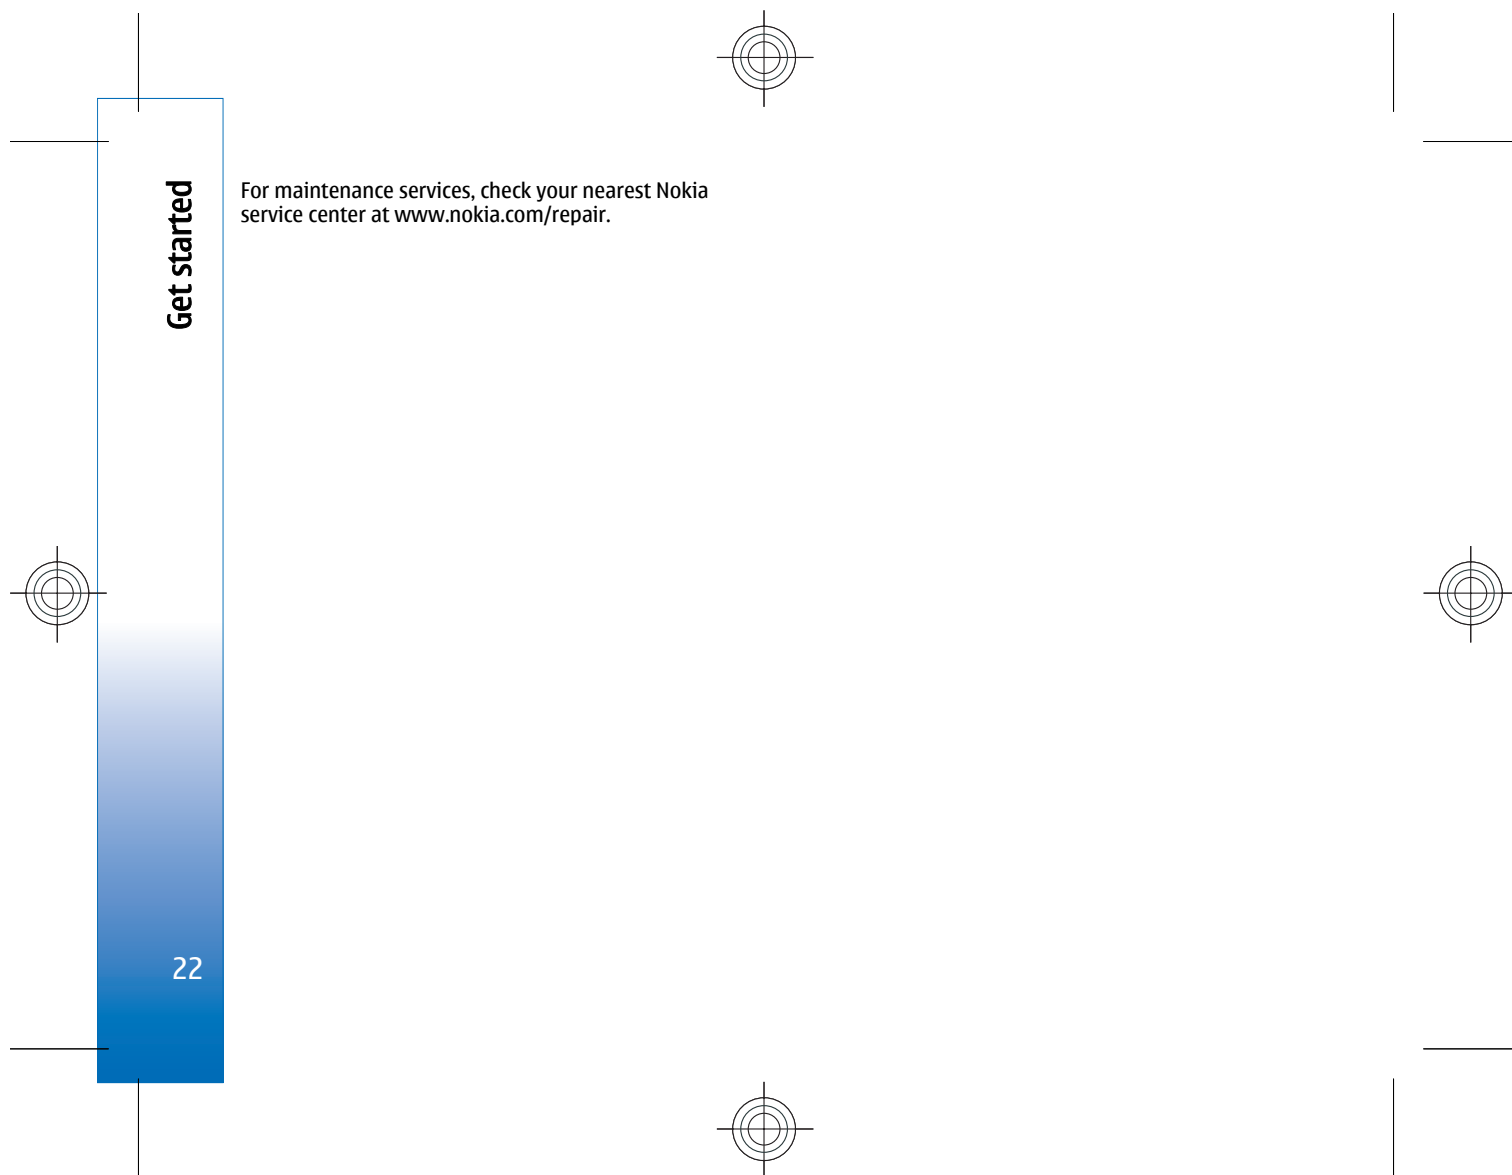 Get started
For maintenance services, check your nearest Nokia
service center at www.nokia.com/repair.
22